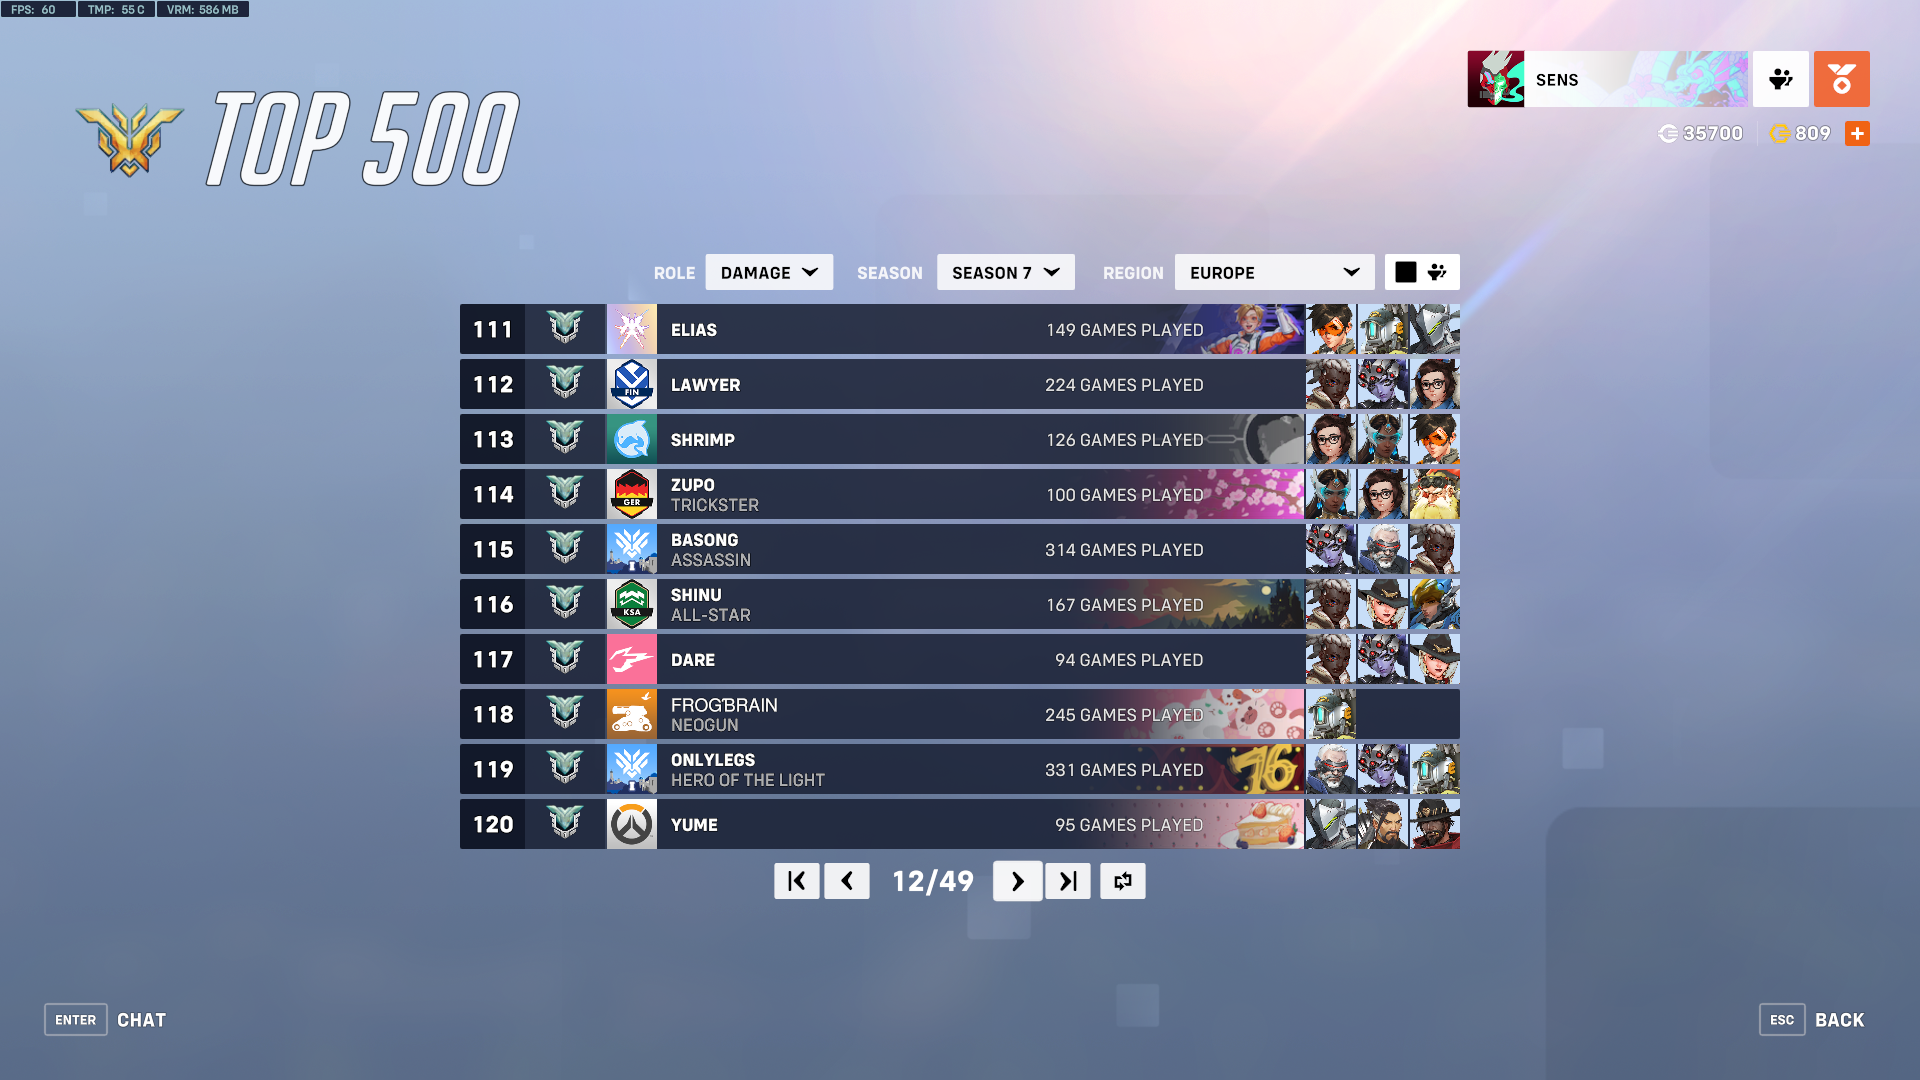 FPS: 60 TMP: 55 C VRM: 586 MB
TOP 500
SENS
35700 809
ROLE DAMAGE SEASON SEASON 7 REGION EUROPE
111 ELIAS 149 GAMES PLAYED
112 FIN LAWYER 224 GAMES PLAYED
113 SHRIMP 126 GAMES PLAYED
114 GER ZUPO 100 GAMES PLAYED
TRICKSTER
115 BASONG 314 GAMES PLAYED
ASSASSIN
116 KSA SHINU 167 GAMES PLAYED
ALL-STAR
117 DARE 94 GAMES PLAYED
118 FROGƁRAIN 245 GAMES PLAYED
NEOGUN
119 ONLYLEGS 331 GAMES PLAYED 76
HERO OF THE LIGHT
120 YUME 95 GAMES PLAYED
12/49
ENTER CHAT
ESC BACK